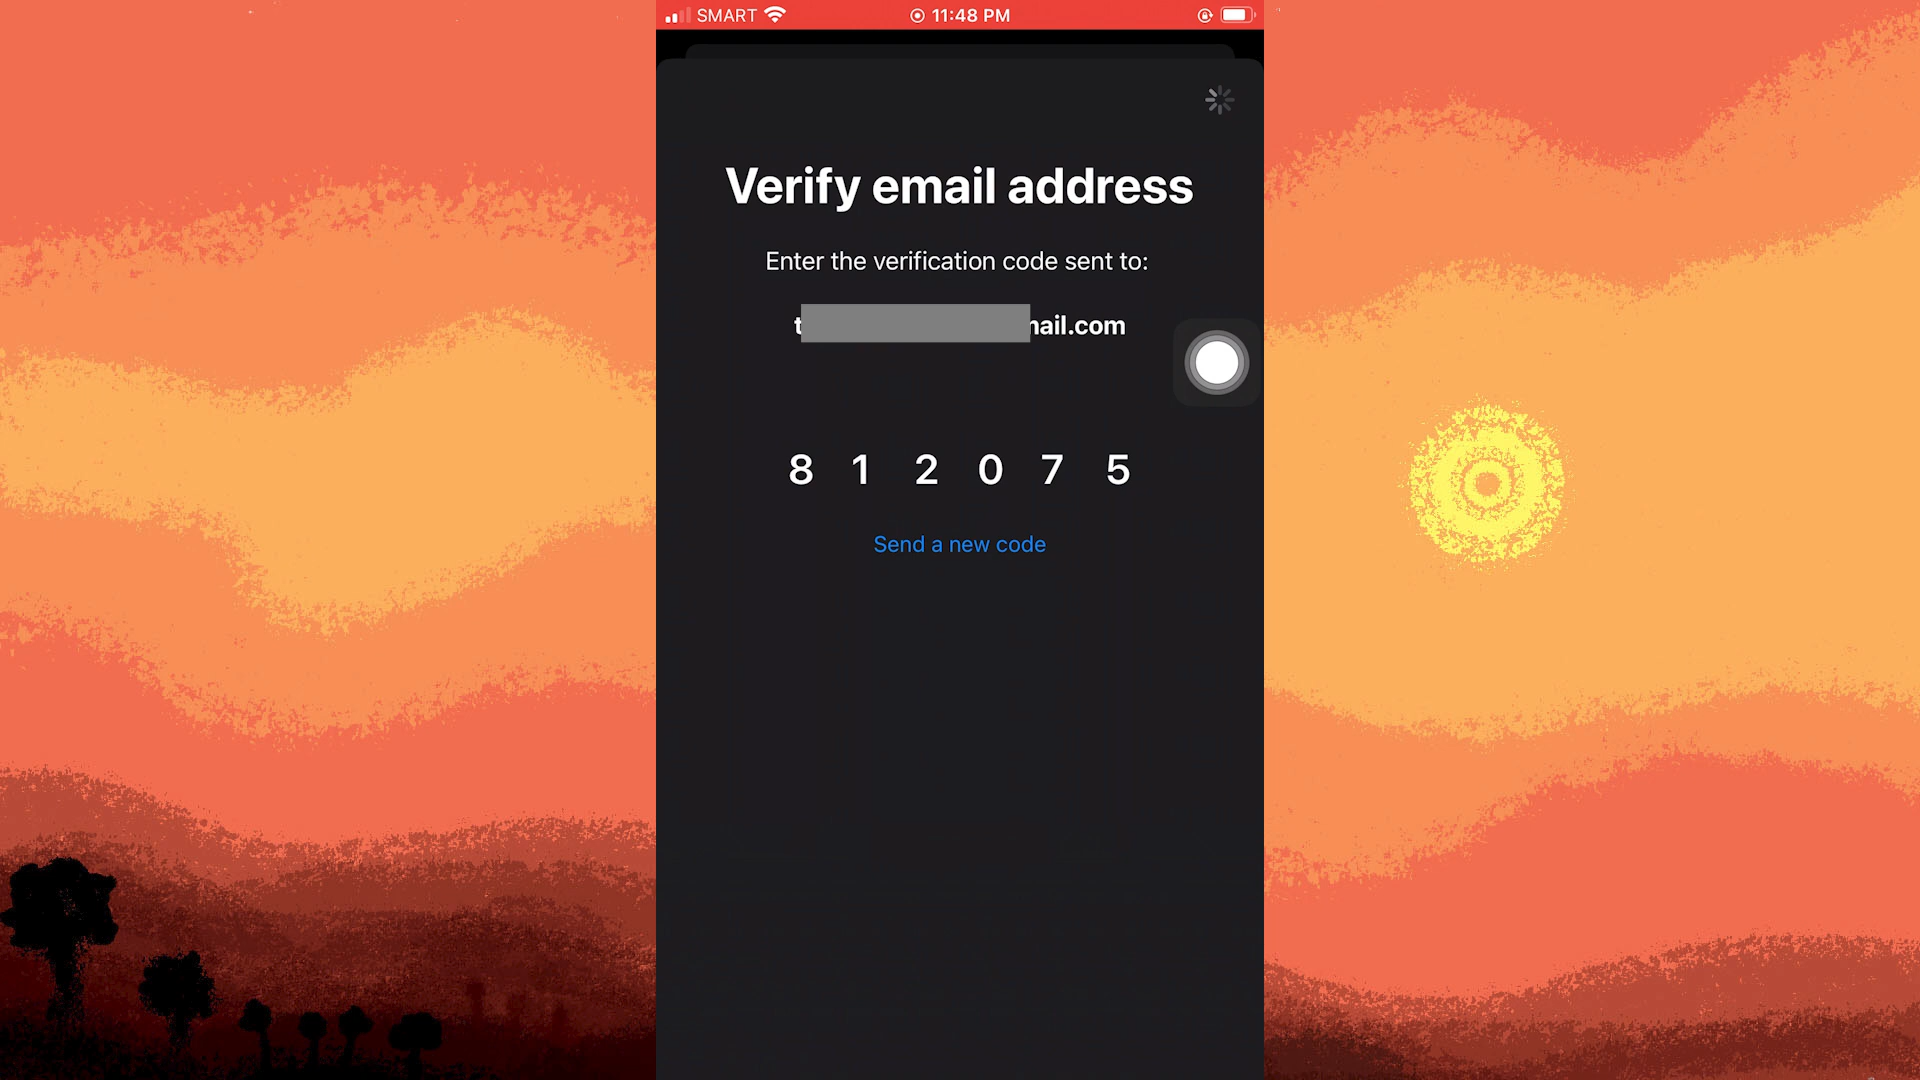 SMART 11:48 PM
Verify email address
Enter the verification code sent to:
t mail.com
8 1 2 0 7 5
Send a new code